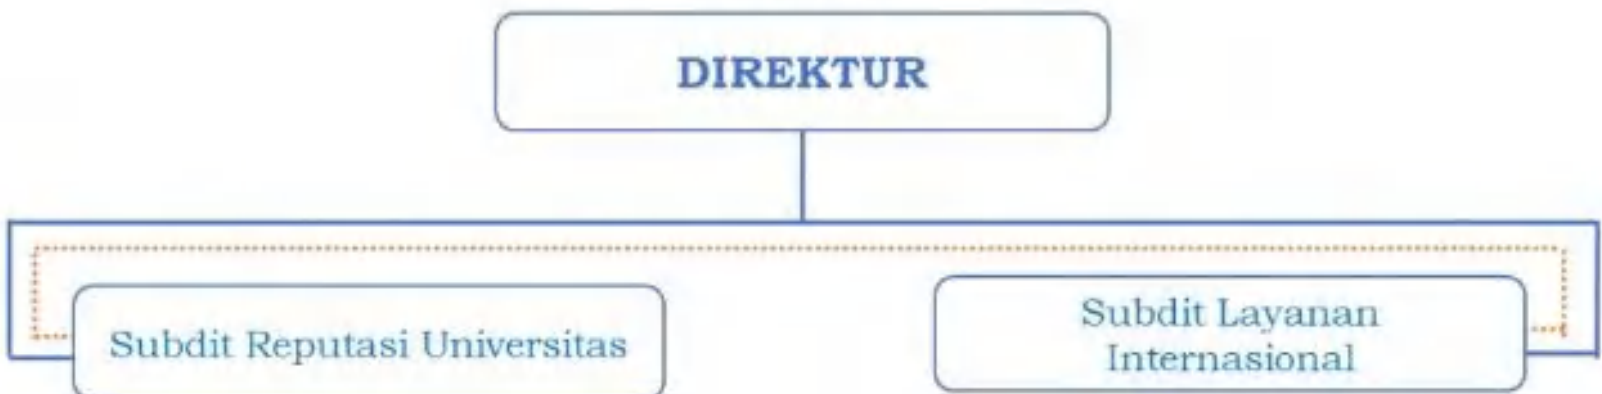 DIREKTUR
Subdit Reputasi Universitas
Subdit Layanan
Internasional